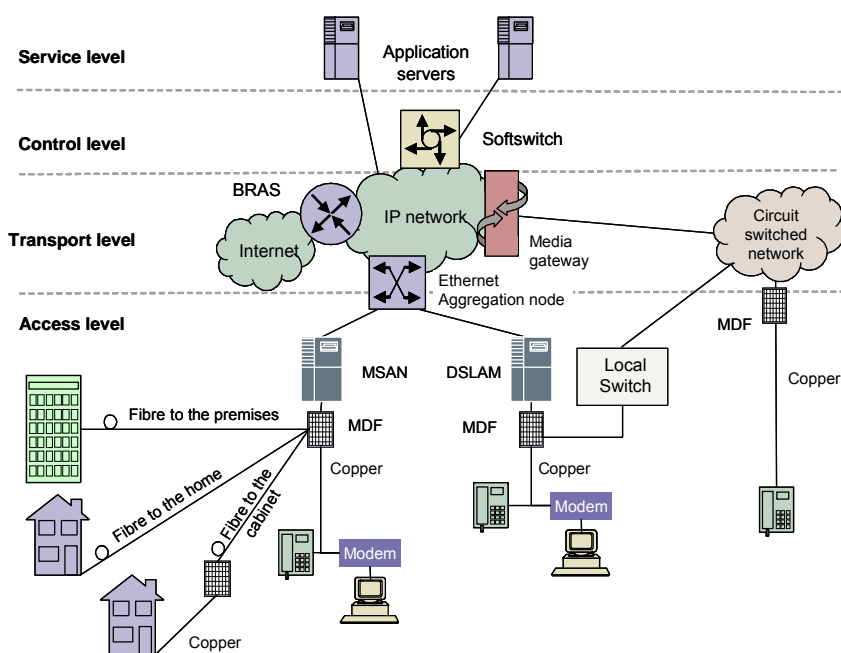 Service level
Application
servers
Control level
Softswitch
BRAS
IP network
Transport level
Internet
Media
gateway
Circuit
switched
network
Ethernet
Aggregation node
Access level
MDF
MSAN
DSLAM
Local
Switch
Copper
Fibre to the premises
MDF
MDF
Copper
Copper
Fibre to the home
Fibre to the
cabinet
Modem
Modem
Copper